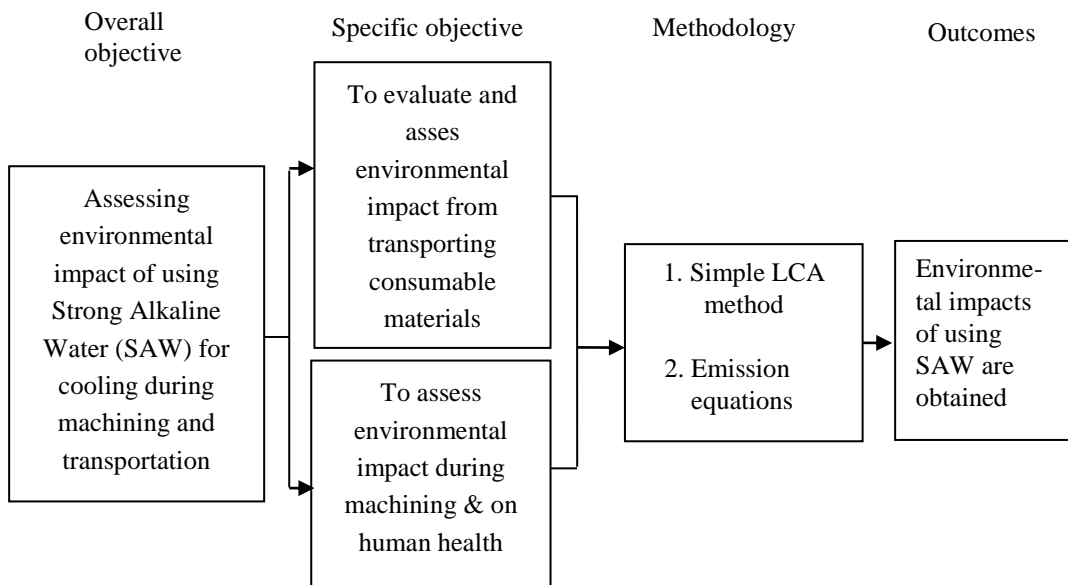 Overall
objective
Specific objective
Methodology
Outcomes
Assessing
environmental
impact of using
Strong Alkaline
Water (SAW) for
cooling during
machining and
transportation
To evaluate and
asses
environmental
impact from
transporting
consumable
materials
To assess
environmental
impact during
machining & on
human health
1. Simple LCA
method
2. Emission
equations
Environme-
tal impacts
of using
SAW are
obtained